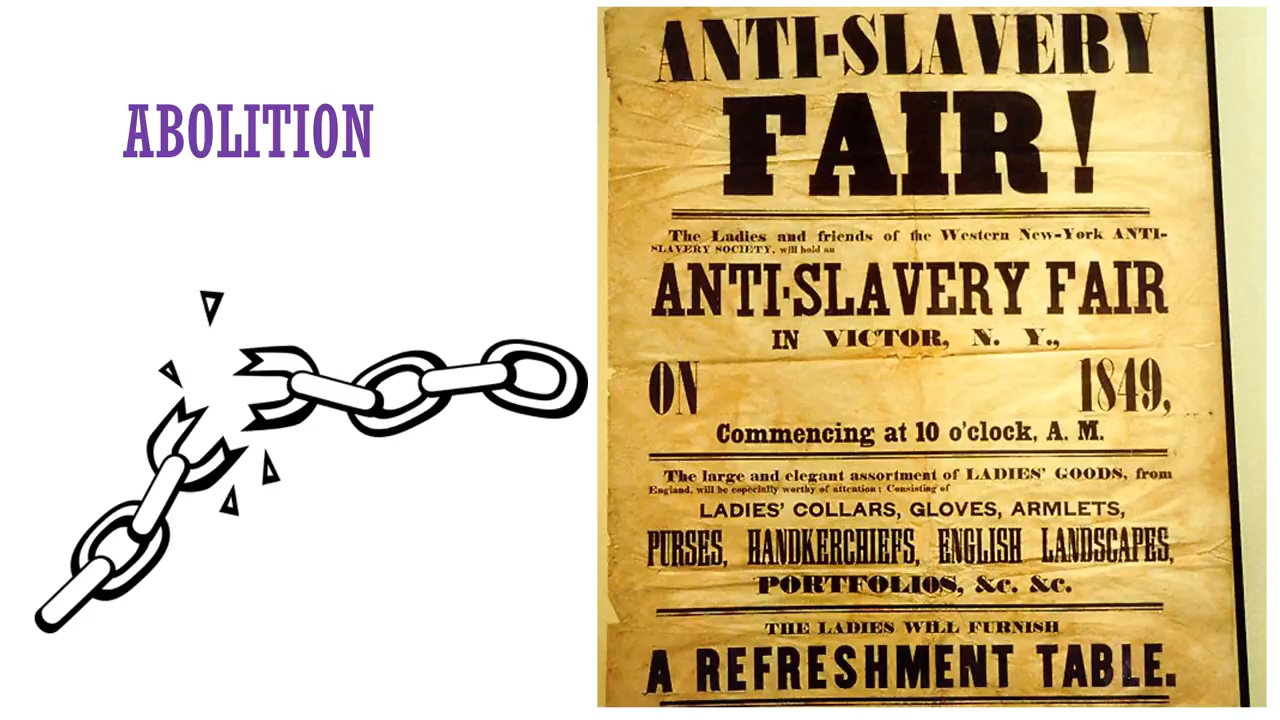 ABOLITION
ANTI-SLAVERY
FAIR!
The Ladies and friends of the Western New-York ANTI-
SLAVERY SOCIETY, will hold an
ANTI-SLAVERY FAIR
IN VICTOR, N. Y.,
ON 1849,
Commencing at 10 o'clock, A. M.
The large and elegant assortment of LADIES' GOODS, from
England, will be especially worthy of attention; Consisting of
LADIES' COLLARS, GLOVES, ARMLETS,
PURSES, HANDKERCHIEFS, ENGLISH LANDSCAPES,
PORTFOLIOS, &c. &c.
THE LADIES WILL FURNISH
A REFRESHMENT TABLE.